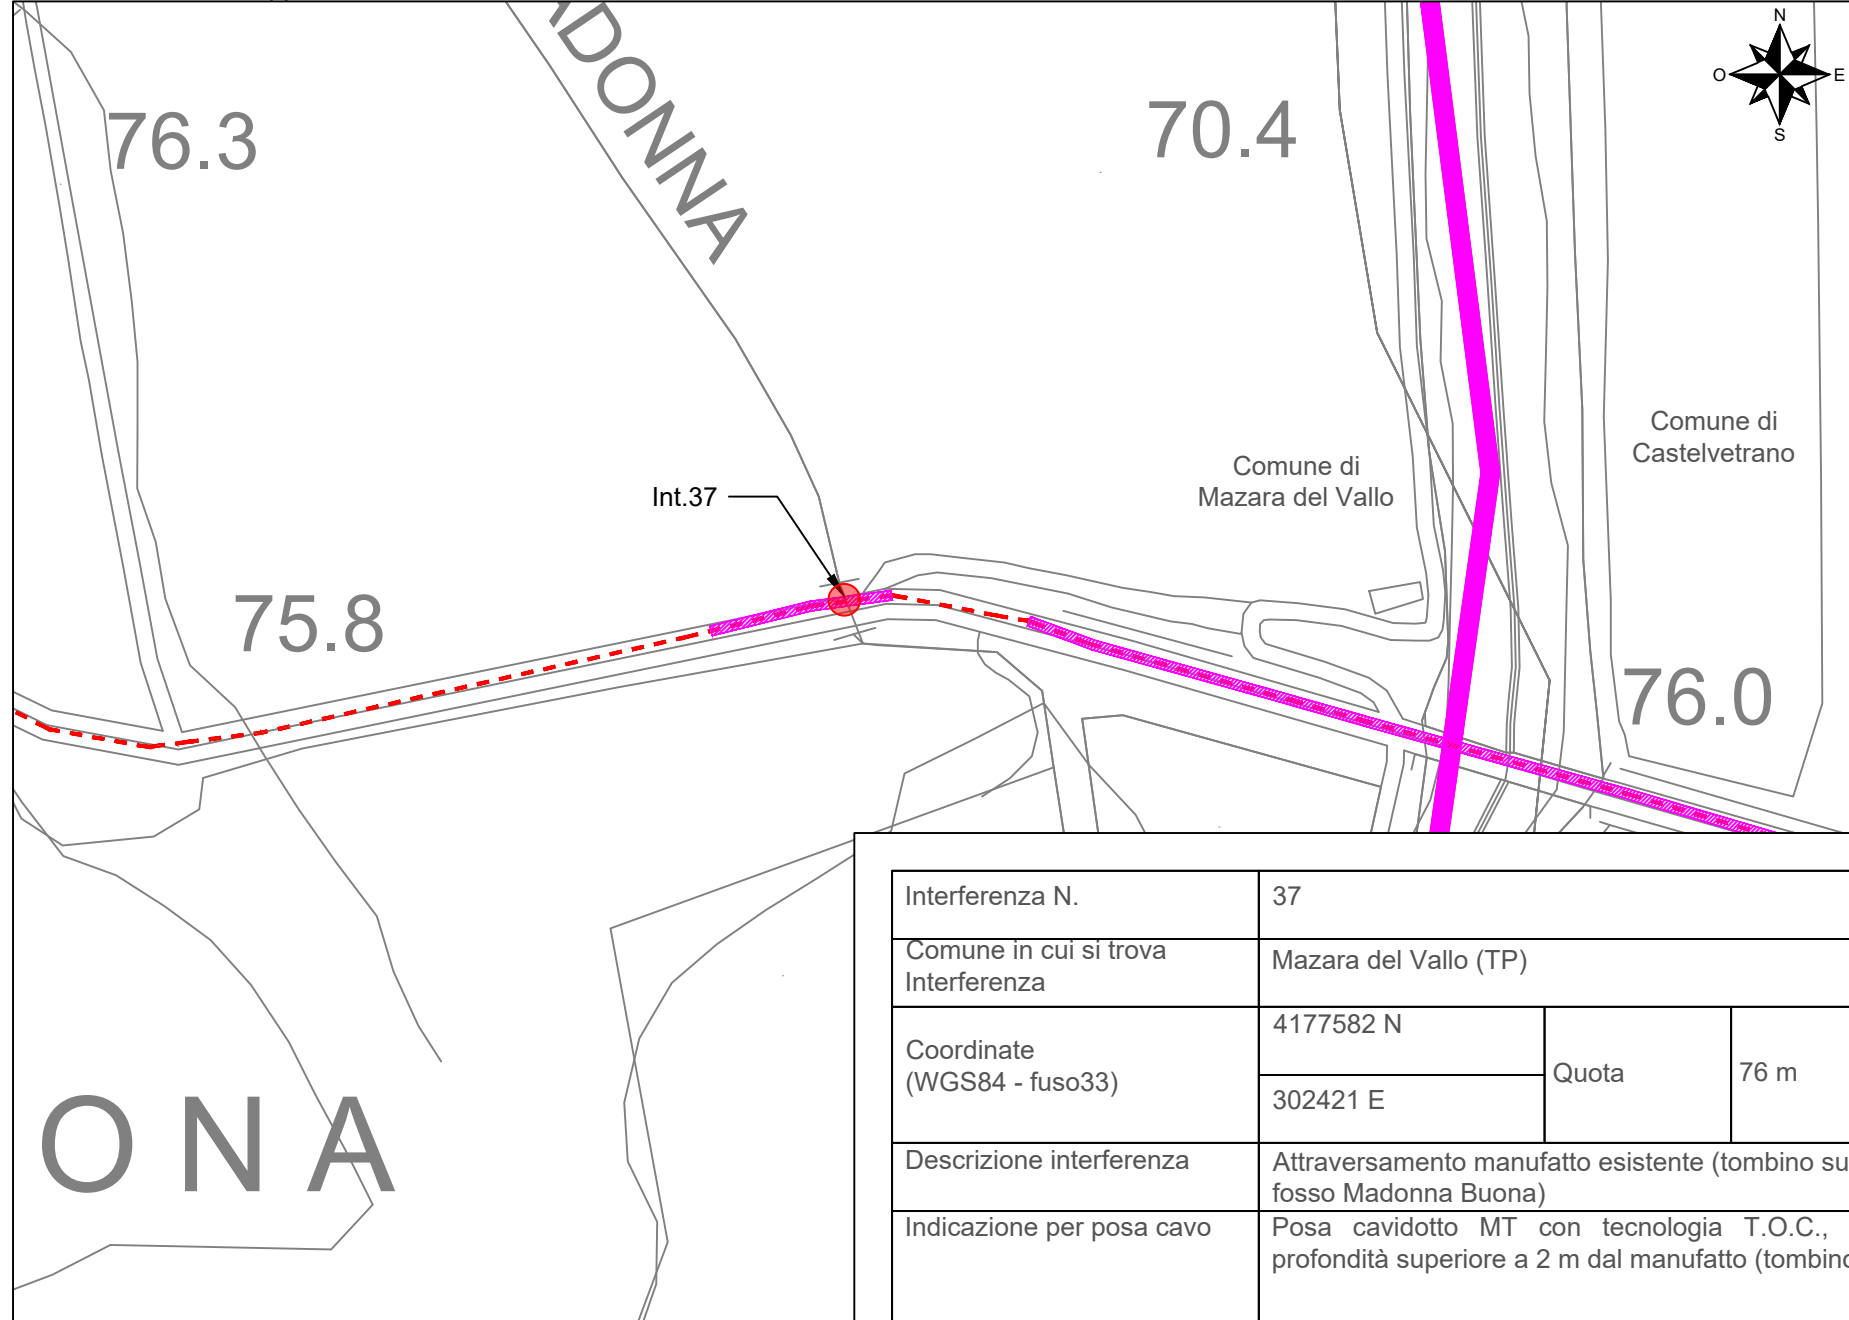 ADONNA
N
O
E
S
76.3
70.4
Comune di
Castelvetrano
Comune di
Mazara del Vallo
Int.37
75.8
76.0
ONA
Interferenza N.
37
Comune in cui si trova
Interferenza
Mazara del Vallo (TP)
Coordinate
(WGS84 - fuso33)
4177582 N
302421 E
Quota
76 m
Descrizione interferenza
Attraversamento manufatto esistente (tombino su
fosso Madonna Buona)
Indicazione per posa cavo
Posa cavidotto MT con tecnologia T.O.C.,
profondità superiore a 2 m dal manufatto (tombino